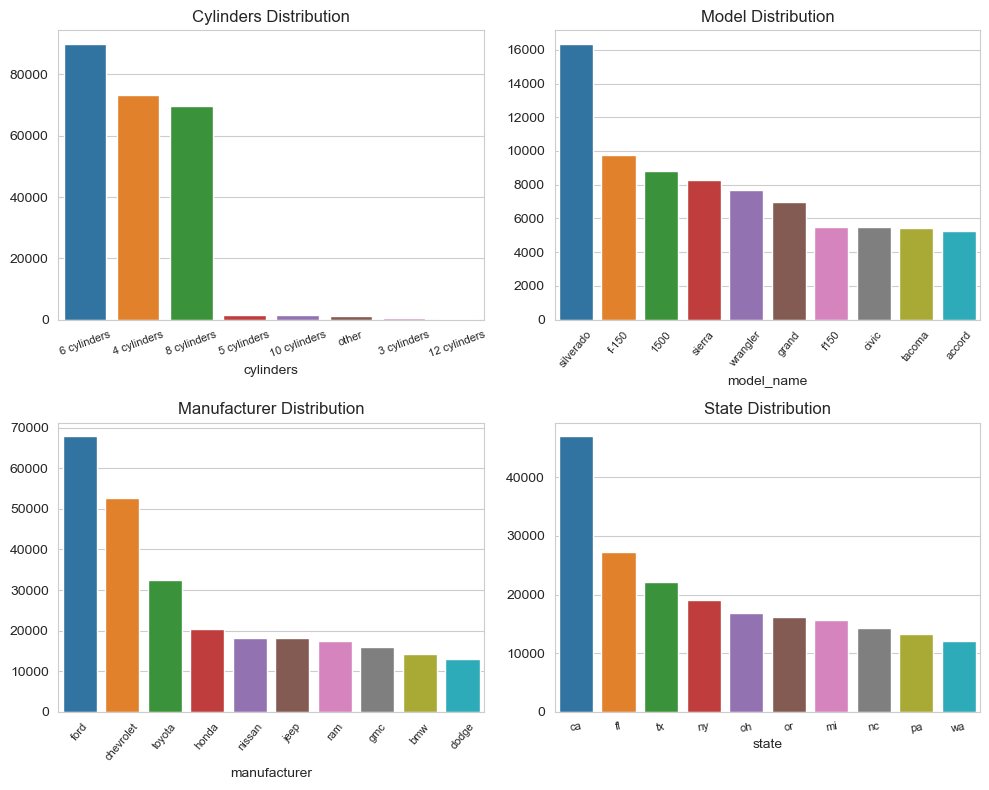 Cylinders Distribution
80000
60000
40000
20000
0
6 cylinders
4 cylinders
8 cylinders
5 cylinders
10 cylinders
other
3 cylinders
12 cylinders
cylinders
Model Distribution
16000
14000
12000
10000
8000
6000
4000
2000
0
silverado
f-150
1500
sierra
wrangler
grand
f150
civic
tacoma
accord
model_name
Manufacturer Distribution
70000
60000
50000
40000
30000
20000
10000
0
ford
chevrolet
toyota
honda
nissan
jeep
ram
gmc
bmw
dodge
manufacturer
State Distribution
40000
30000
20000
10000
0
ca
fl
tx
ny
oh
or
mi
nc
pa
wa
state